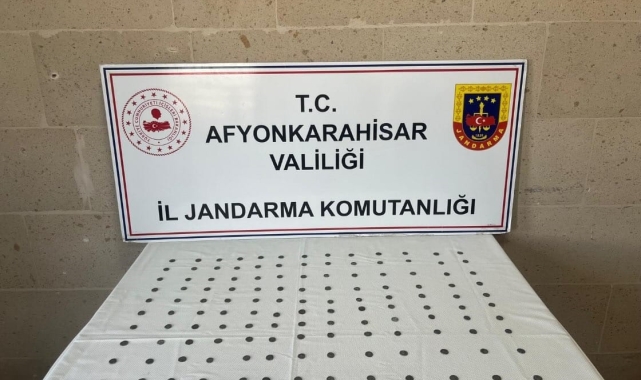 T.C.
AFYONKARAHİSAR
VALİLİĞİ
İL JANDARMA KOMUTANLIĞI
JANDARMA